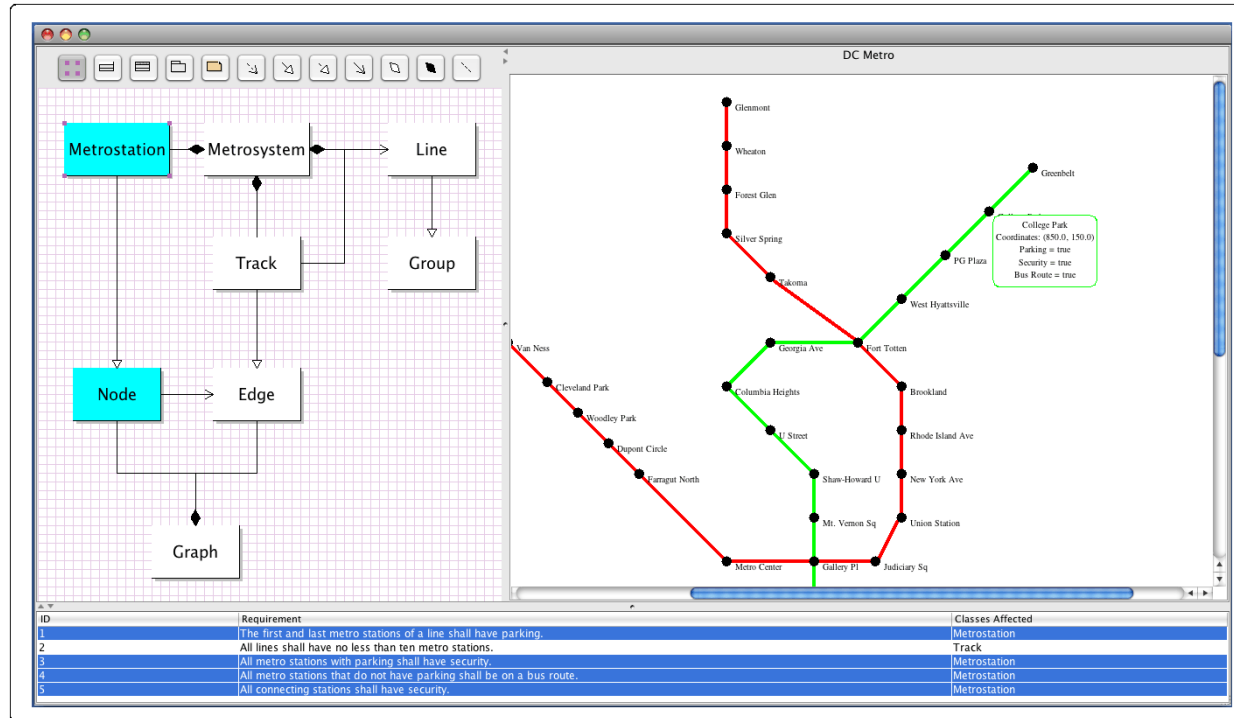 DC Metro
Metrostation
Metrosystem
Line
Track
Group
Node
Edge
Graph
Glenmont
Wheaton
Forest Glen
Silver Spring
Takoma
Greenbelt
College Park
Coordinates: (850.0, 150.0)
Parking = true
Security = true
Bus Route = true
PG Plaza
West Hyattsville
Fort Totten
Georgia Ave
Van Ness
Cleveland Park
Woodley Park
Dupont Circle
Farragut North
Columbia Heights
U Street
Shaw-Howard U
Mt. Vernon Sq
Brookland
Rhode Island Ave
New York Ave
Union Station
Metro Center
Gallery Pl
Judiciary Sq
ID Requirement Classes Affected
1 The first and last metro stations of a line shall have parking. Metrostation
2 All lines shall have no less than ten metro stations. Track
3 All metro stations with parking shall have security. Metrostation
4 All metro stations that do not have parking shall be on a bus route. Metrostation
5 All connecting stations shall have security. Metrostation